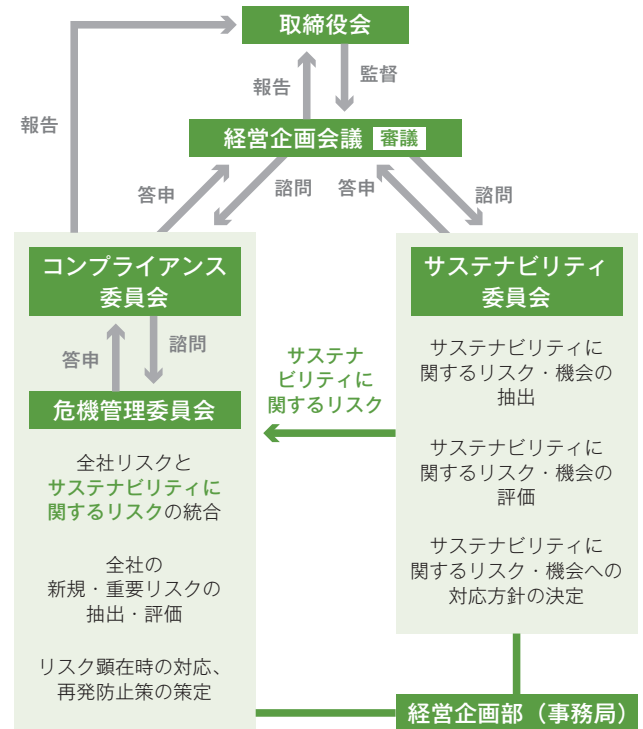 取締役会
報告
監督
報告
経営企画会議 審議
答申
諮問
答申
諮問
コンプライアンス
委員会
答申
諮問
危機管理委員会
全社リスクと
サステナビリティに
関するリスクの統合
全社の
新規・重要リスクの
抽出・評価
リスク顕在時の対応、
再発防止策の策定
サステナ
ビリティに
関するリスク
サステナビリティ
委員会
サステナビリティに
関するリスク・機会の
抽出
サステナビリティに
関するリスク・機会の
評価
サステナビリティに
関するリスク・機会への
対応方針の決定
経営企画部（事務局）